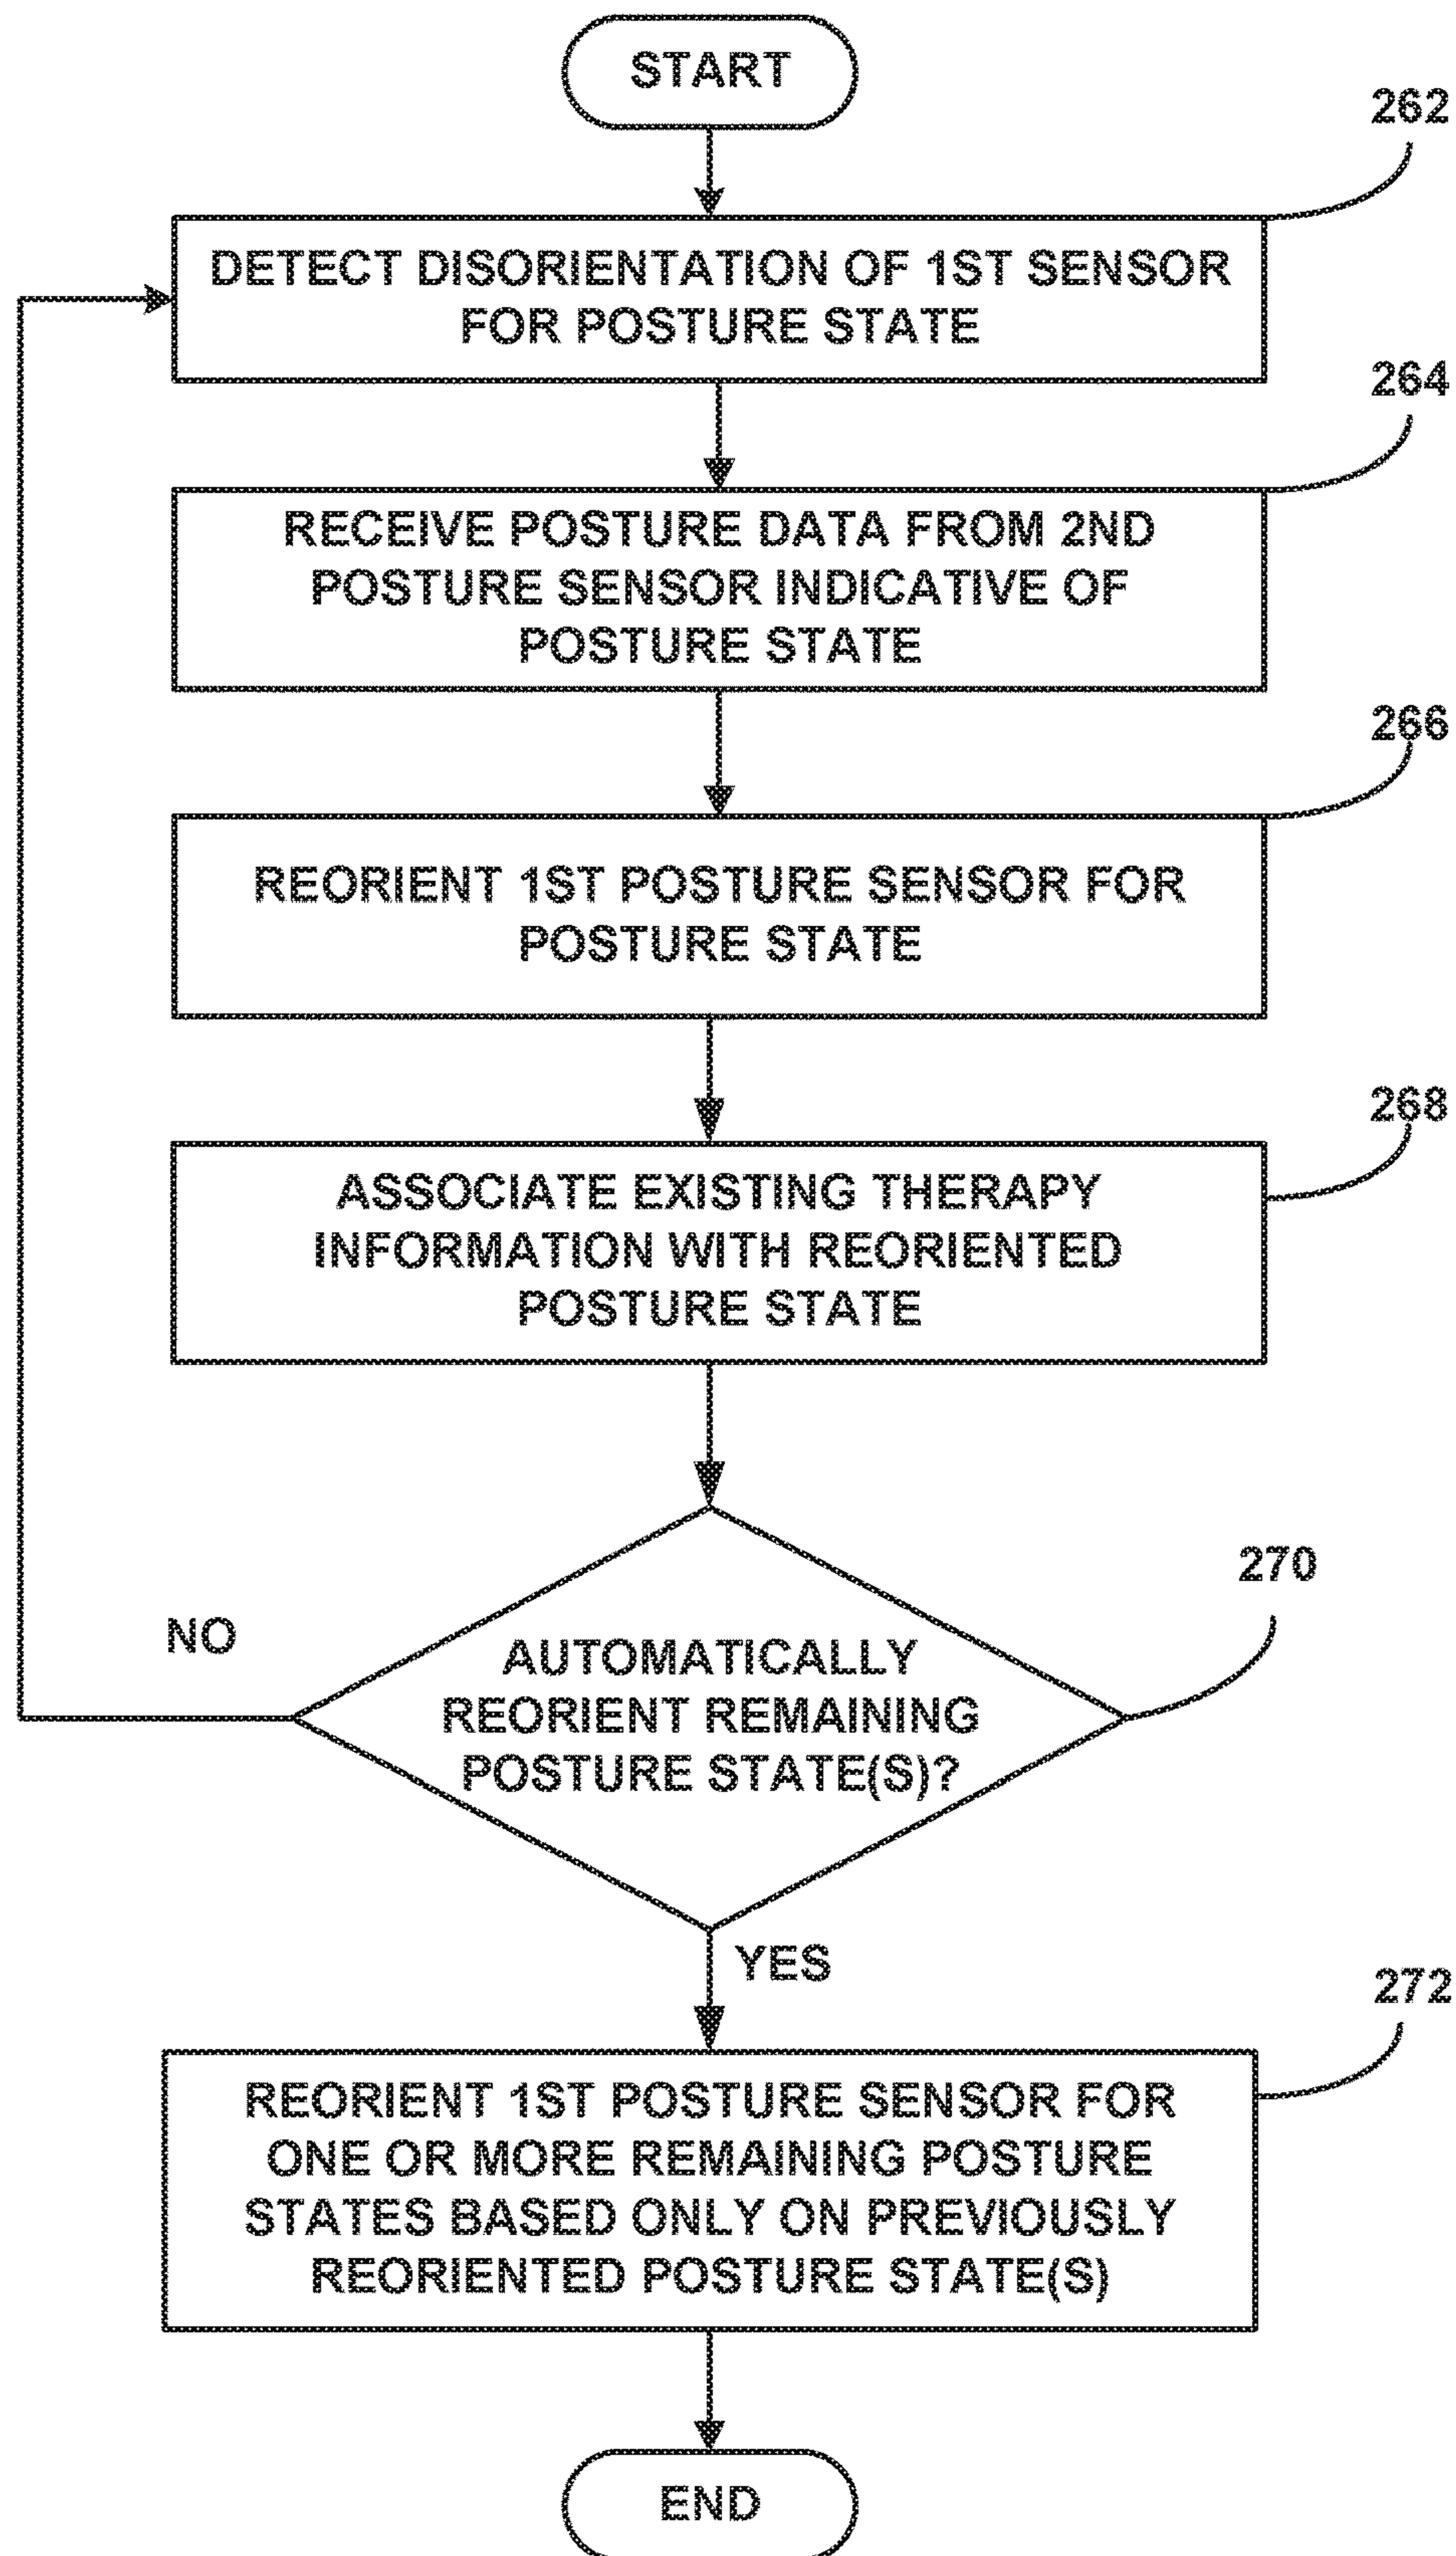 START
262
DETECT DISORIENTATION OF 1ST SENSOR
FOR POSTURE STATE
264
RECEIVE POSTURE DATA FROM 2ND
POSTURE SENSOR INDICATIVE OF
POSTURE STATE
266
REORIENT 1ST POSTURE SENSOR FOR
POSTURE STATE
268
ASSOCIATE EXISTING THERAPY
INFORMATION WITH REORIENTED
POSTURE STATE
270
NO
AUTOMATICALLY
REORIENT REMAINING
POSTURE STATE(S)?
YES
272
REORIENT 1ST POSTURE SENSOR FOR
ONE OR MORE REMAINING POSTURE
STATES BASED ONLY ON PREVIOUSLY
REORIENTED POSTURE STATE(S)
END